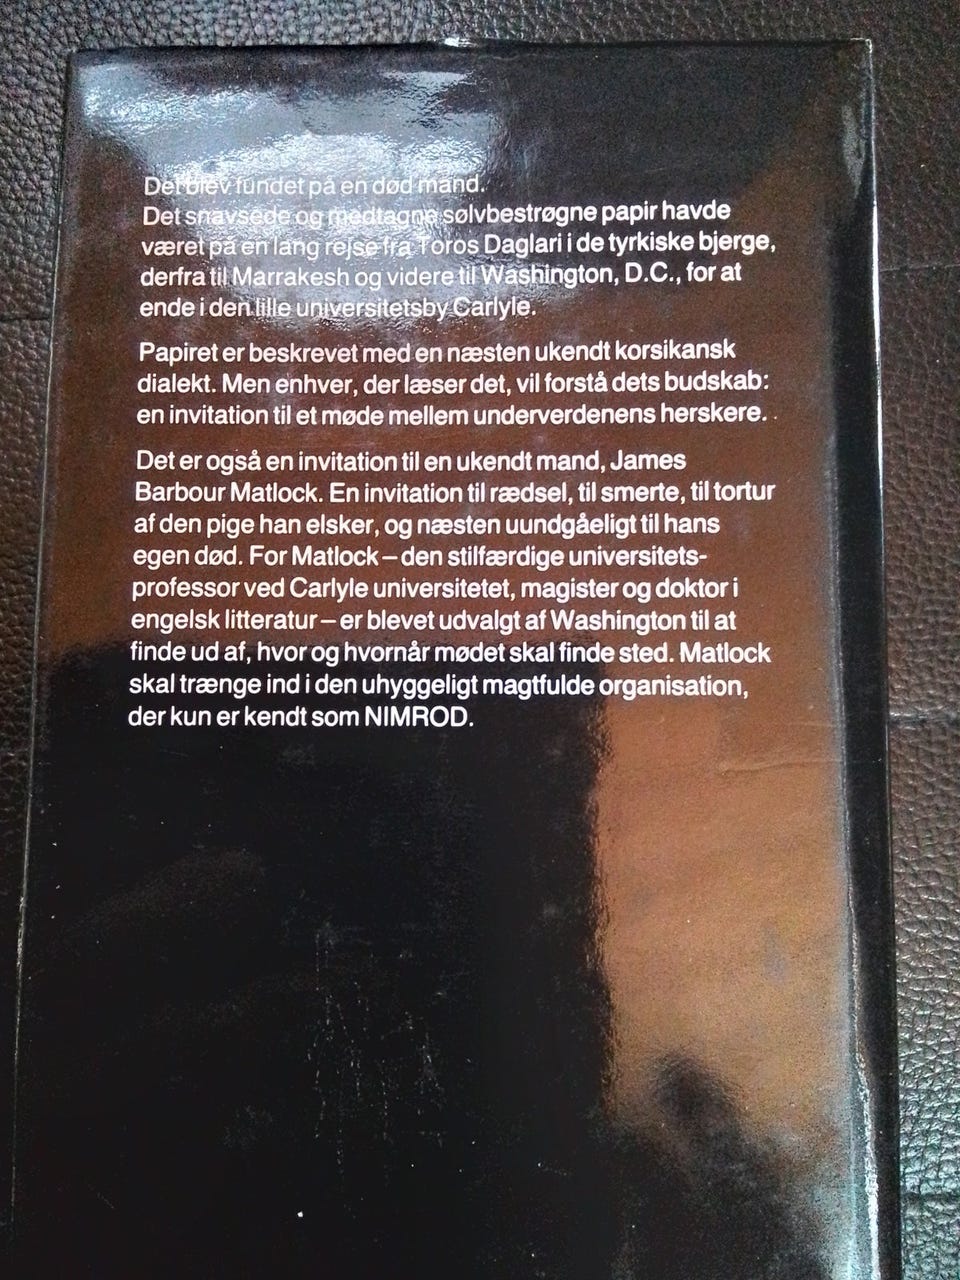 Det blev fundet på en død mand.
Det snavsede og medtagne sølvbestrøgne papir havde
været på en lang rejse fra Toros Daglari i de tyrkiske bjerge,
derfra til Marrakesh og videre til Washington, D.C., for at
ende i den lille universitetsby Carlyle.
Papiret er beskrevet med en næsten ukendt korsikansk
dialekt. Men enhver, der læser det, vil forstå dets budskab:
en invitation til et møde mellem underverdenens herskere.
Det er også en invitation til en ukendt mand, James
Barbour Matlock. En invitation til rædsel, til smerte, til tortur
af den pige han elsker, og næsten uundgåeligt til hans
egen død. For Matlock – den stilfærdige universitets-
professor ved Carlyle universitetet, magister og doktor i
engelsk litteratur – er blevet udvalgt af Washington til at
finde ud af, hvor og hvornår mødet skal finde sted. Matlock
skal trænge ind i den uhyggeligt magtfulde organisation,
der kun er kendt som NIMROD.